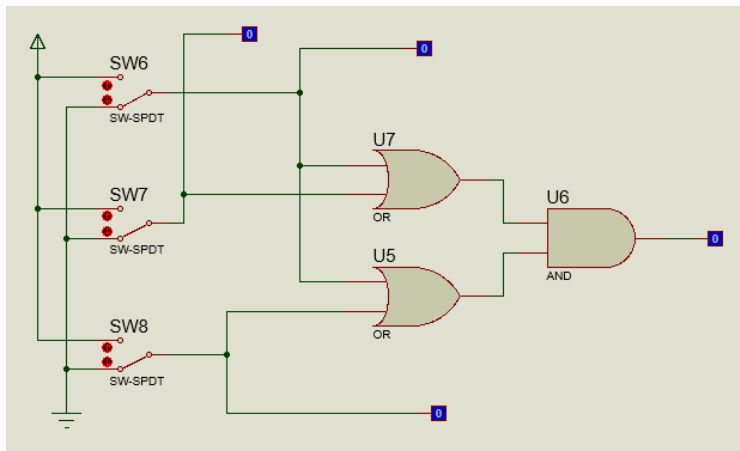 0
0
SW6
SW-SPDT
U7
OR
SW7
SW-SPDT
U6
AND
0
U5
OR
SW8
SW-SPDT
0